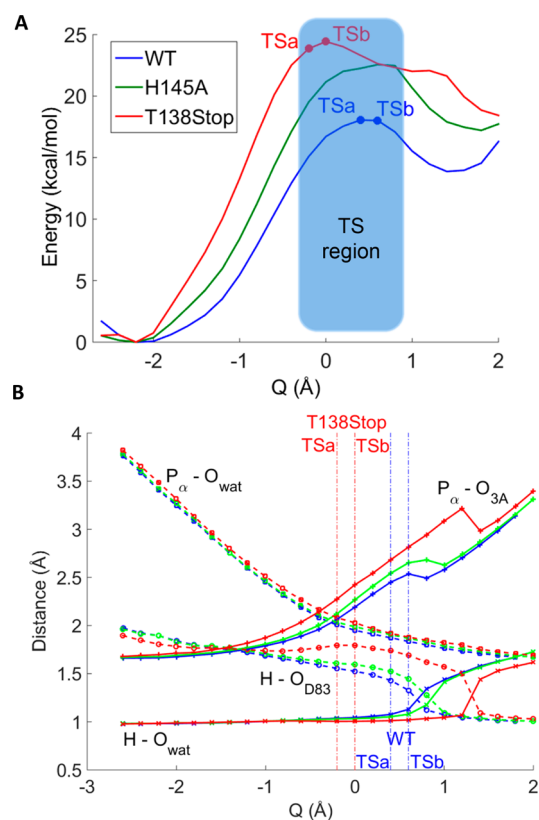 A
25
20
15
10
5
0
Energy (kcal/mol)
WT
H145A
T138Stop
TSa
TSb
TSa
TSb
TS
region
-2
-1
0
1
2
Q (Å)
B
T138Stop
TSa
TSb
4
3.5
3
2.5
2
1.5
1
0.5
Distance (Å)
Pα - Owat
Pα - O3A
H - OD83
H - Owat
WT
TSa
TSb
-3
-2
-1
0
1
2
Q (Å)